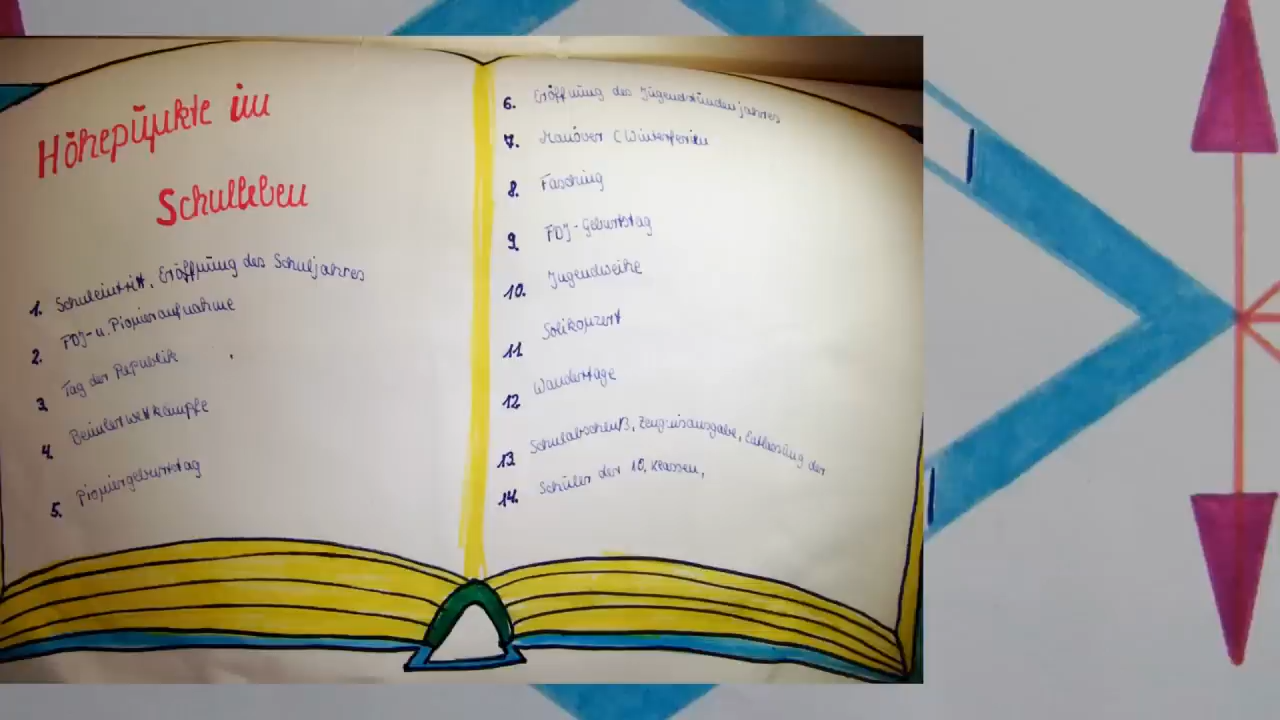 Höhepunkte im
Schulleben
1. Schuleintritt, Eröffnung des Schuljahres
2. FDJ- u. Pionieraufnahme
3. Tag der Republik
4. wettkämpfe
5. Pioniergeburtstag
6. Eröffnung des Jugendstundenjahres
7. Manöver (Winterferien
8. Fasching
9. FDJ-Geburtstag
10. Jugendweihe
11. Solikonzert
12. Wandertage
13. Schulabschluß, Zeugnisausgabe, Entlassung der
14. Schüler der 10. Klassen,